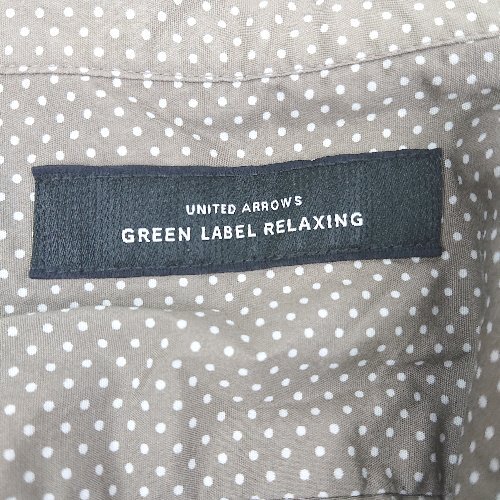 UNITED ARROWS
GREEN LABEL RELAXING